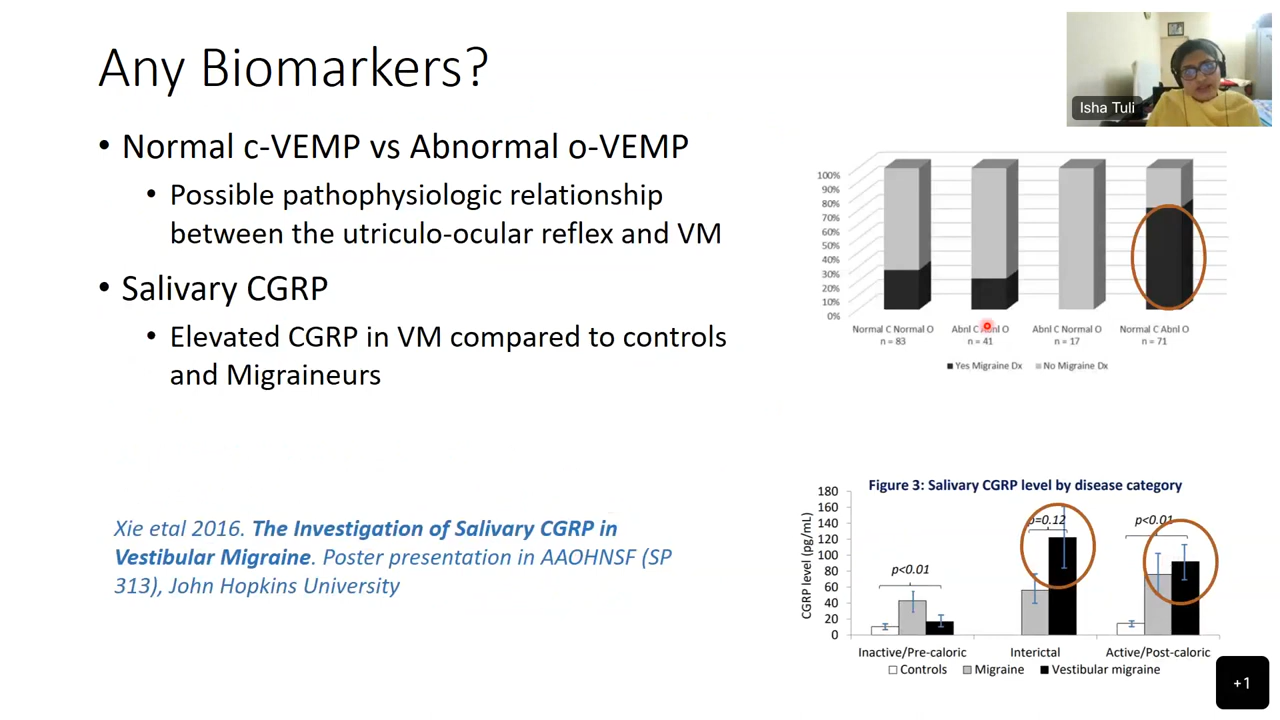 Any Biomarkers?
• Normal c-VEMP vs Abnormal o-VEMP
• Possible pathophysiologic relationship
between the utriculo-ocular reflex and VM
• Salivary CGRP
• Elevated CGRP in VM compared to controls
and Migraineurs
Xie etal 2016. The Investigation of Salivary CGRP in
Vestibular Migraine. Poster presentation in AAOHNSF (SP
313), John Hopkins University
Isha Tuli
100%
90%
80%
70%
60%
50%
40%
30%
20%
10%
0%
Normal C Normal O
n = 83
Abnl C Abnl O
n = 41
Abnl C Normal O
n = 17
Normal C Abnl O
n = 71
Yes Migraine Dx
No Migraine Dx
Figure 3: Salivary CGRP level by disease category
CGRP level (pg/mL)
180
160
140
120
100
80
60
40
20
0
p<0.01
p=0.12
p<0.01
Inactive/Pre-caloric
Interictal
Active/Post-caloric
Controls
Migraine
Vestibular migraine
+1